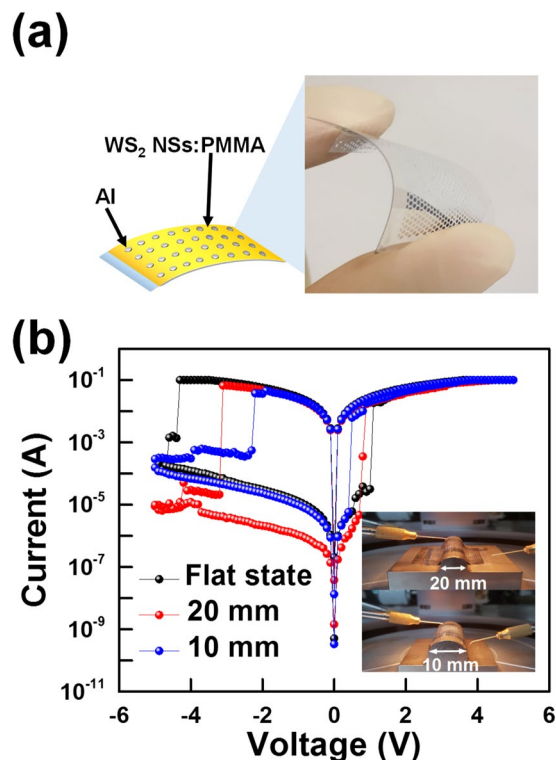 (a)
WS₂ NSs:PMMA
Al
(b)
10⁻¹
10⁻³
10⁻⁵
10⁻⁷
10⁻⁹
10⁻¹¹
Current (A)
Flat state
20 mm
10 mm
20 mm
10 mm
-6 -4 -2 0 2 4 6
Voltage (V)